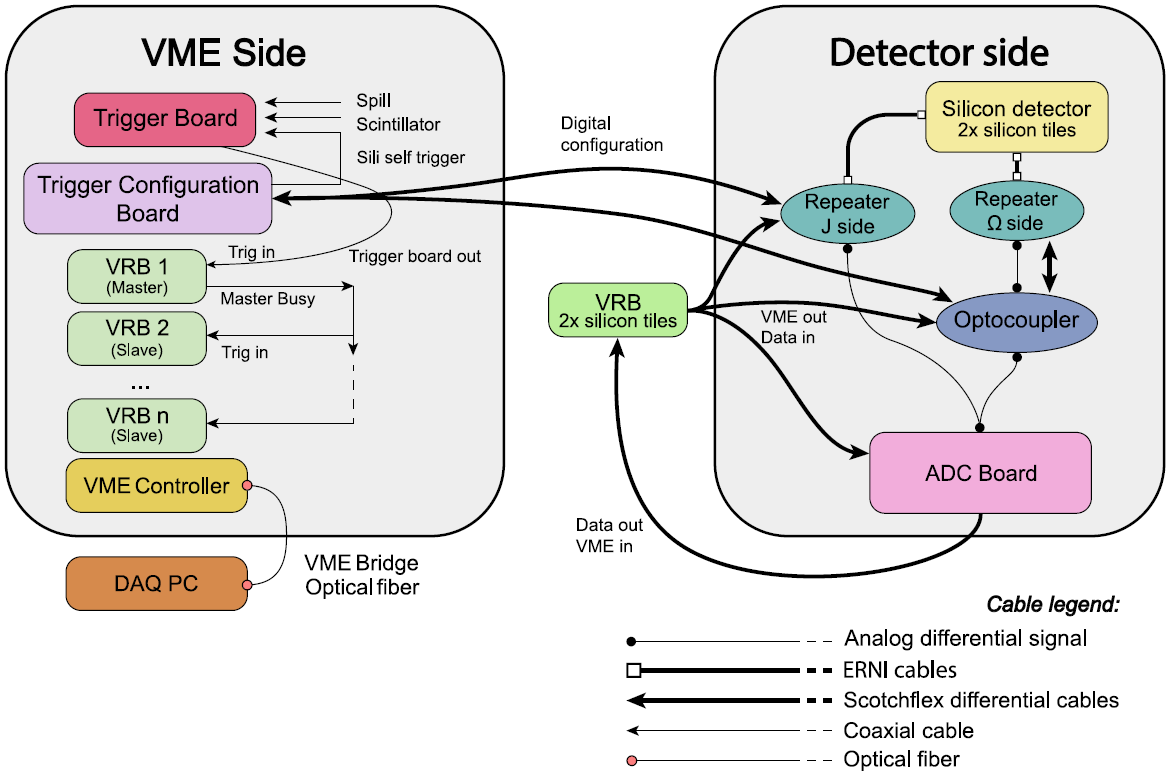 VME Side
Trigger Board
Spill
Scintillator
Sili self trigger
Trigger Configuration
Board
Trig in
Trigger board out
VRB 1
(Master)
Master Busy
VRB 2
(Slave)
Trig in
...
VRB n
(Slave)
VME Controller
DAQ PC
VME Bridge
Optical fiber
Digital
configuration
VRB
2x silicon tiles
VME out
Data in
Data out
VME in
Detector side
Silicon detector
2x silicon tiles
Repeater
J side
Repeater
Ω side
Optocoupler
ADC Board
Cable legend:
Analog differential signal
ERNI cables
Scotchflex differential cables
Coaxial cable
Optical fiber